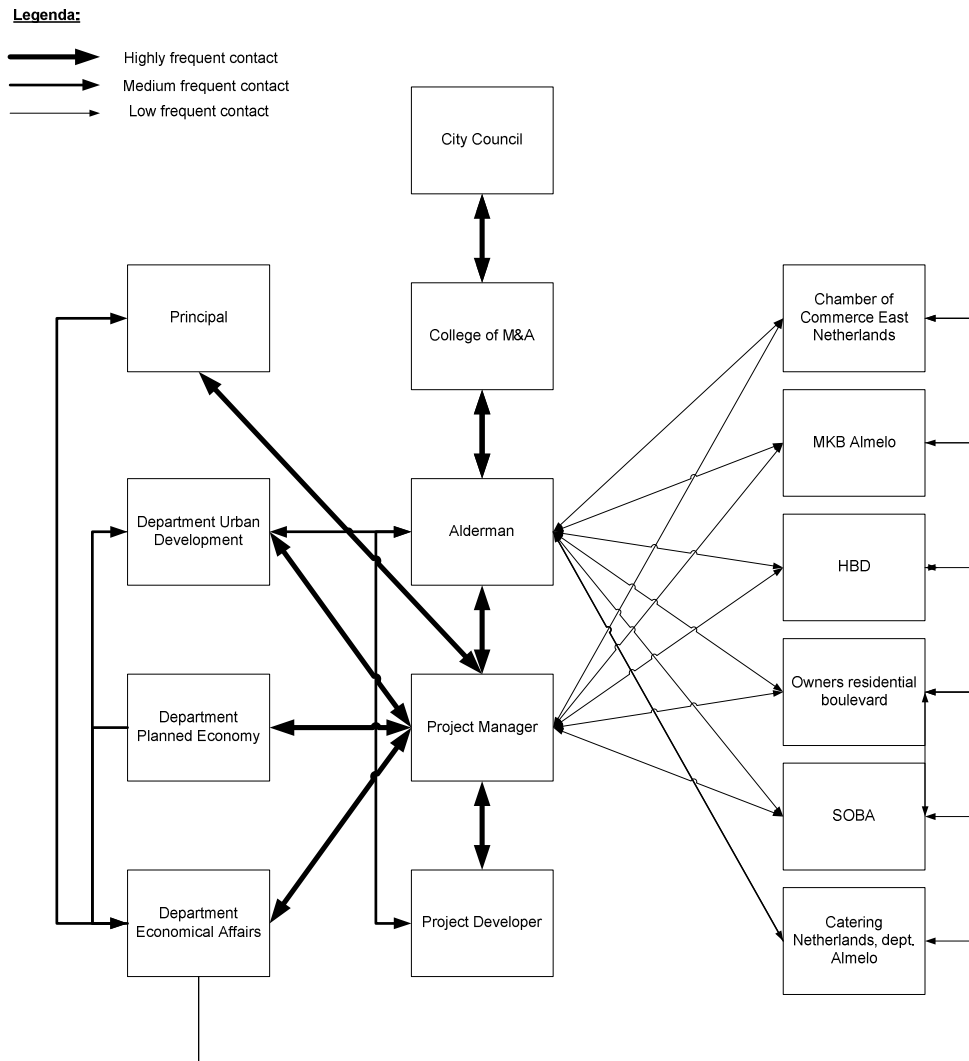 Legenda:
Highly frequent contact
Medium frequent contact
Low frequent contact
City Council
Principal
College of M&A
Chamber of
Commerce East
Netherlands
MKB Almelo
Department Urban
Development
Alderman
HBD
Department
Planned Economy
Project Manager
Owners residential
boulevard
SOBA
Department
Economical Affairs
Project Developer
Catering
Netherlands, dept.
Almelo